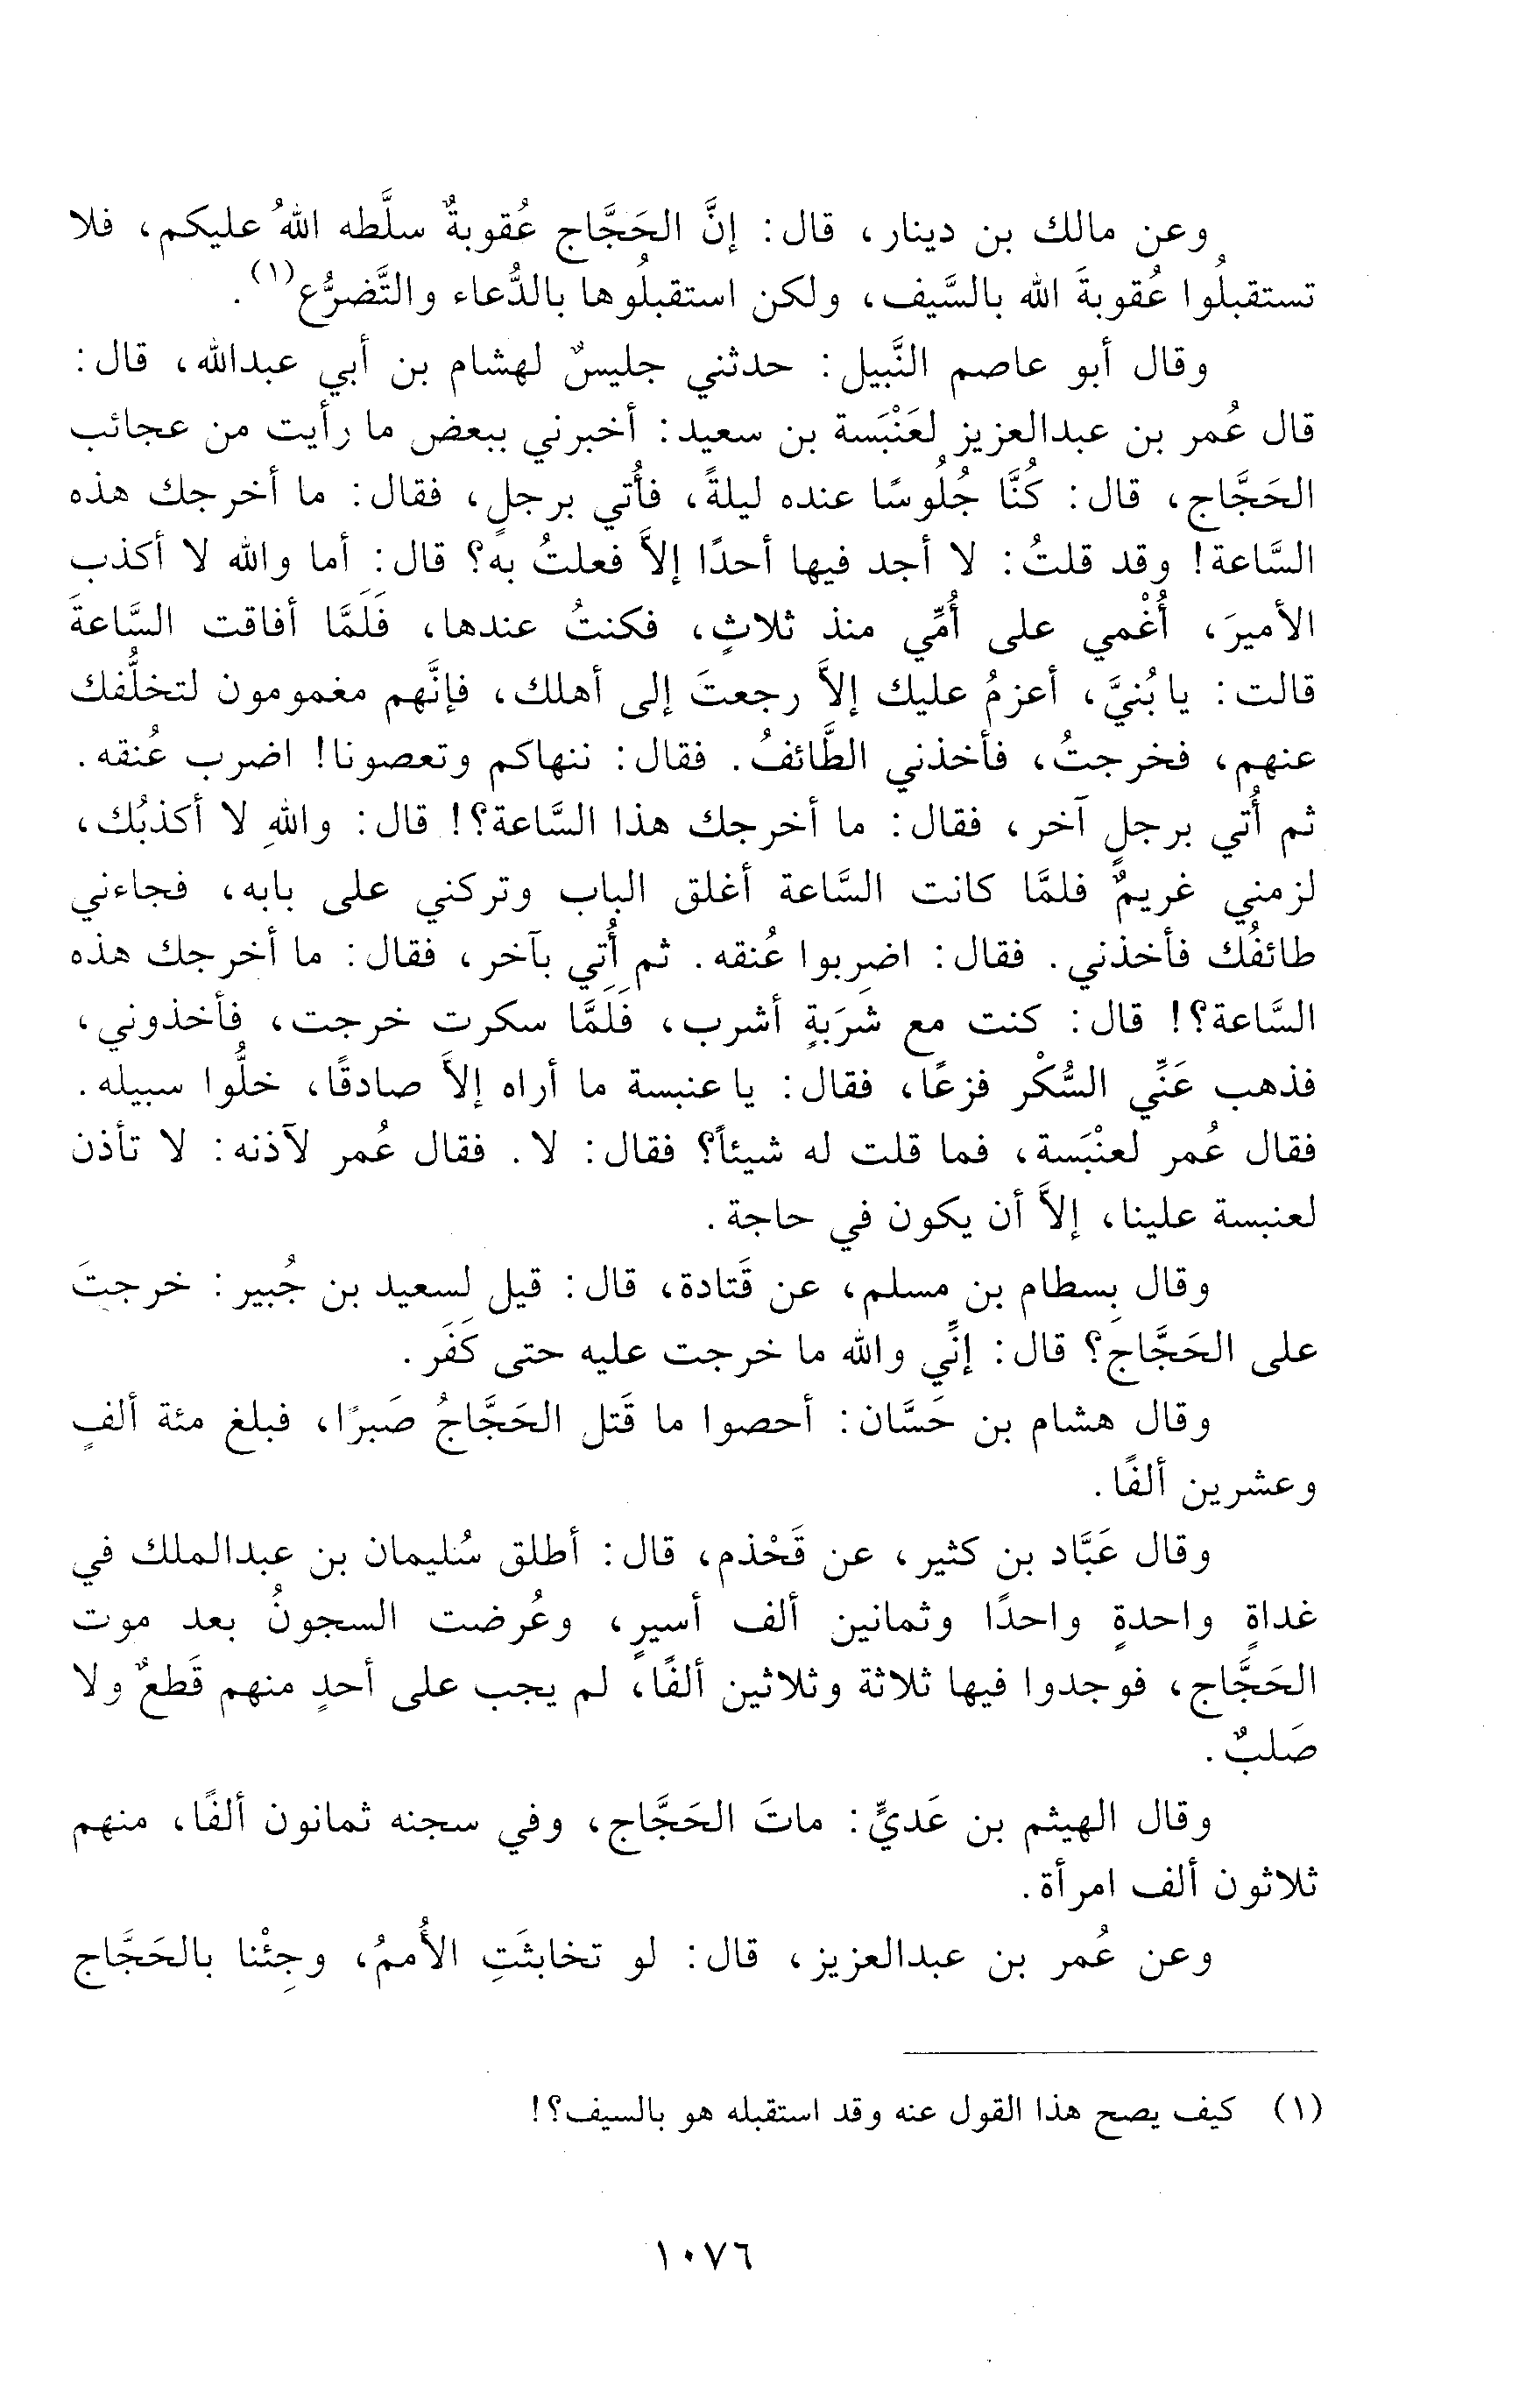 وعن مالك بن دينار، قال: إنَّ الحَجَّاج عُقوبةٌ سلَّطه اللهُ عليكم، فلا
تستقبلُوا عُقوبةَ الله بالسَّيف، ولكن استقبلُوها بالدُّعاء والتَّضرُّع(١).
وقال أبو عاصم النَّبيل: حدثني جليسٌ لهشام بن أبي عبدالله، قال:
قال عُمر بن عبدالعزيز لعَنْبَسة بن سعيد: أخبرني ببعض ما رأيت من عجائب
الحَجَّاج، قال: كُنَّا جُلُوسًا عنده ليلةً، فأُتي برجلٍ، فقال: ما أخرجك هذه
السَّاعة! وقد قلتُ: لا أجد فيها أحدًا إلاَّ فعلتُ به؟ قال: أما والله لا أكذب
الأميرَ، أُغْمي على أُمِّي منذ ثلاثٍ، فكنتُ عندها، فَلَمَّا أفاقت السَّاعةَ
قالت: يا بُنيَّ، أعزمُ عليك إلاَّ رجعتَ إلى أهلك، فإنَّهم مغمومون لتخلُّفك
عنهم، فخرجتُ، فأخذني الطَّائفُ. فقال: ننهاكم وتعصونا! اضرب عُنقه.
ثم أُتي برجلٍ آخر، فقال: ما أخرجك هذا السَّاعة؟! قال: واللهِ لا أكذبُك،
لزمني غريمٌ فلمَّا كانت السَّاعة أغلق الباب وتركني على بابه، فجاءني
طائفُك فأخذني. فقال: اضرِبوا عُنقه. ثم أُتِي بآخر، فقال: ما أخرجك هذه
السَّاعة؟! قال: كنت مع شَرَبةٍ أشرب، فَلَمَّا سكرت خرجت، فأخذوني،
فذهب عَنِّي السُّكْر فزعًا، فقال: يا عنبسة ما أراه إلاَّ صادقًا، خلُّوا سبيله.
فقال عُمر لعنْبَسة، فما قلت له شيئاً؟ فقال: لا. فقال عُمر لآذنه: لا تأذن
لعنبسة علينا، إلاَّ أن يكون في حاجة.
وقال بِسطام بن مسلم، عن قَتادة، قال: قيل لسعيد بن جُبير: خرجتَ
على الحَجَّاج؟ قال: إنِّي والله ما خرجت عليه حتى كَفَر.
وقال هشام بن حَسَّان: أحصوا ما قَتل الحَجَّاجُ صَبرًا، فبلغ مئة ألفٍ
وعشرين ألفًا.
وقال عَبَّاد بن كثير، عن قَحْذم، قال: أطلق سُليمان بن عبدالملك في
غداةٍ واحدةٍ واحدًا وثمانين ألف أسيرٍ، وعُرضت السجونُ بعد موت
الحَجَّاج، فوجدوا فيها ثلاثة وثلاثين ألفًا، لم يجب على أحدٍ منهم قَطعٌ ولا
صَلبٌ.
وقال الهيثم بن عَديٍّ: ماتَ الحَجَّاج، وفي سجنه ثمانون ألفًا، منهم
ثلاثون ألف امرأة.
وعن عُمر بن عبدالعزيز، قال: لو تخابثَتِ الأُممُ، وجِئْنا بالحَجَّاج
(١) كيف يصح هذا القول عنه وقد استقبله هو بالسيف؟!
١٠٧٦